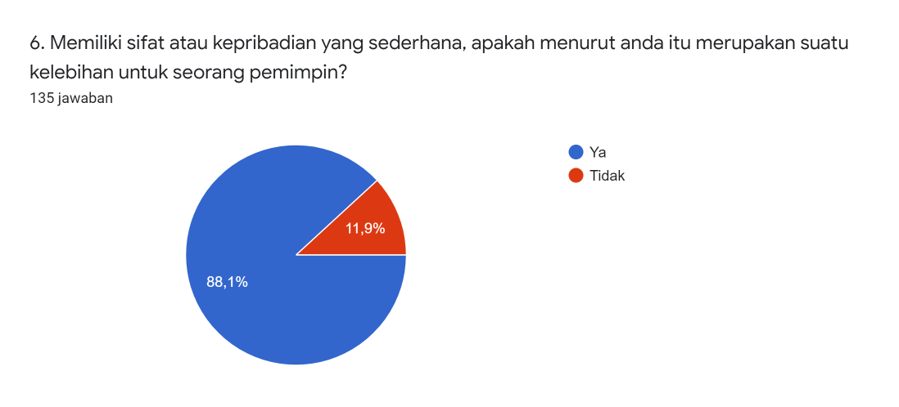 6. Memiliki sifat atau kepribadian yang sederhana, apakah menurut anda itu merupakan suatu
kelebihan untuk seorang pemimpin?
135 jawaban
Ya
Tidak
11,9%
88,1%